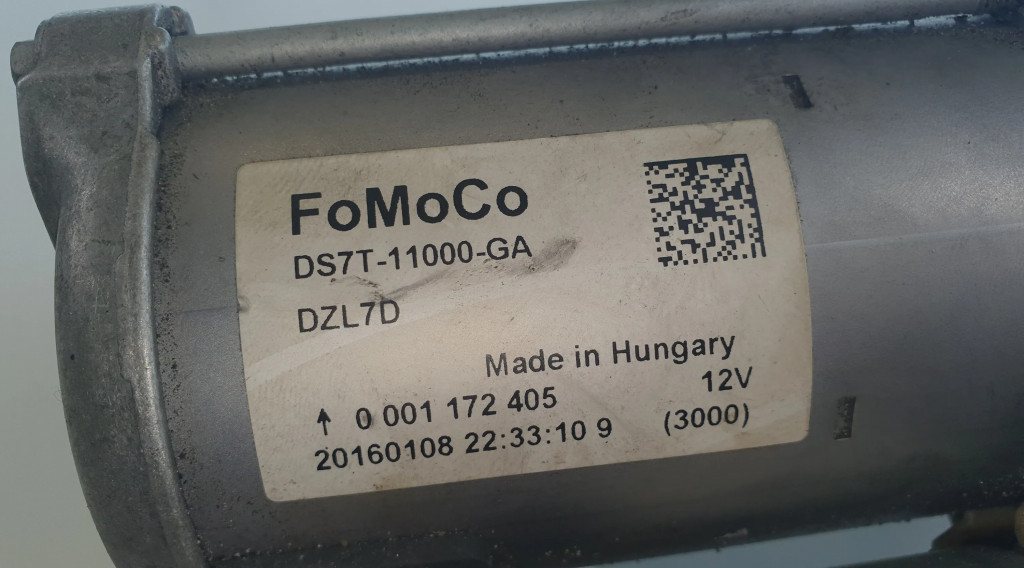 FoMoCo
DS7T-11000-GA
DZL7D
Made in Hungary
12V
↑ 0 001 172 405
20160108 22:33:10 9 (3000)